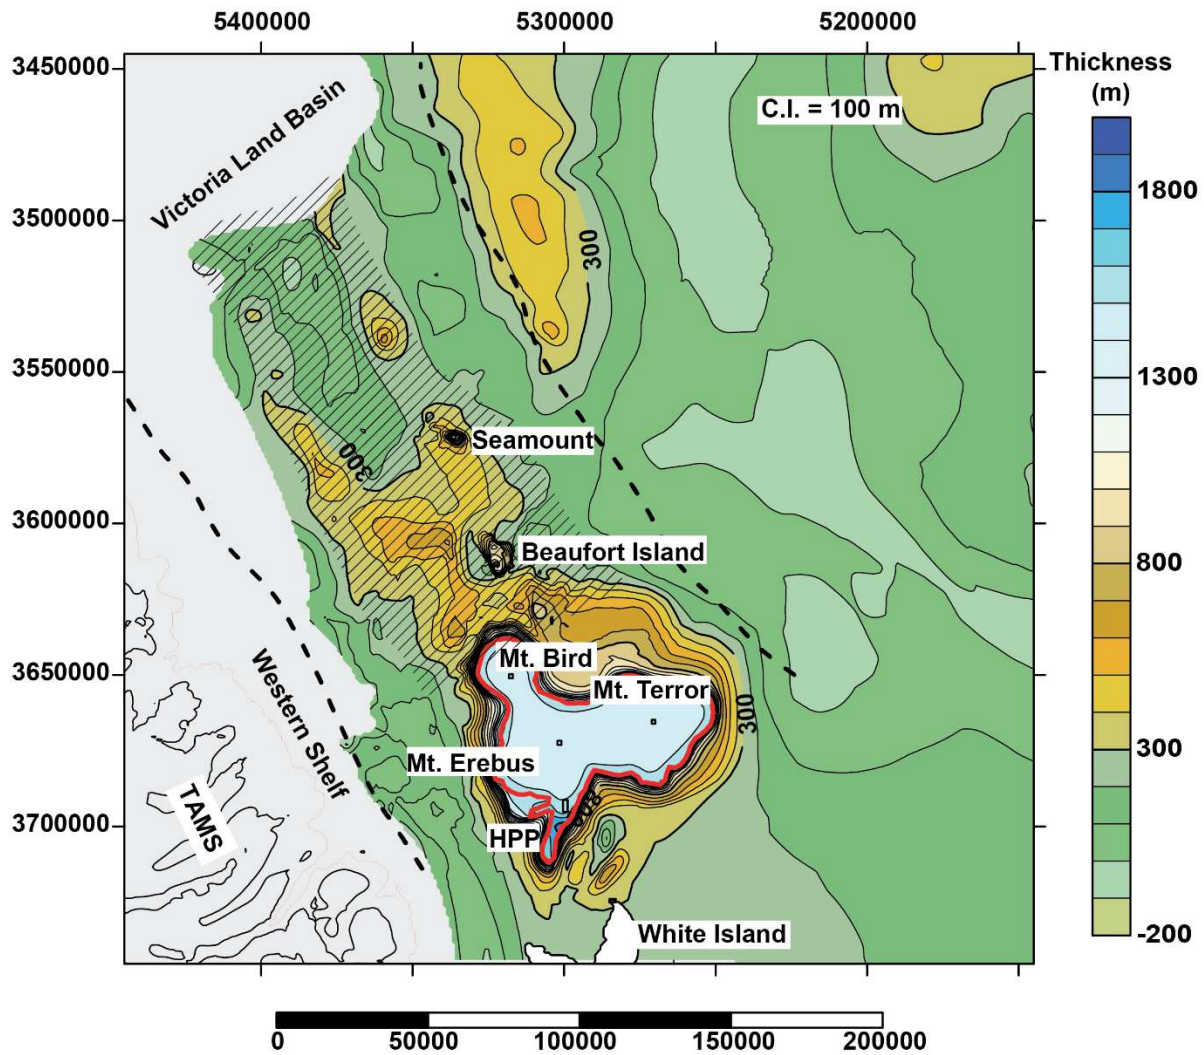 5400000
5300000
5200000
3450000
3500000
3550000
3600000
3650000
3700000
Thickness
(m)
C.I. = 100 m
Victoria Land Basin
300
300
Seamount
Beaufort Island
Mt. Bird
Mt. Terror
300
Mt. Erebus
800
HPP
White Island
Western Shelf
TAMS
1800
1300
800
300
-200
0
50000
100000
150000
200000